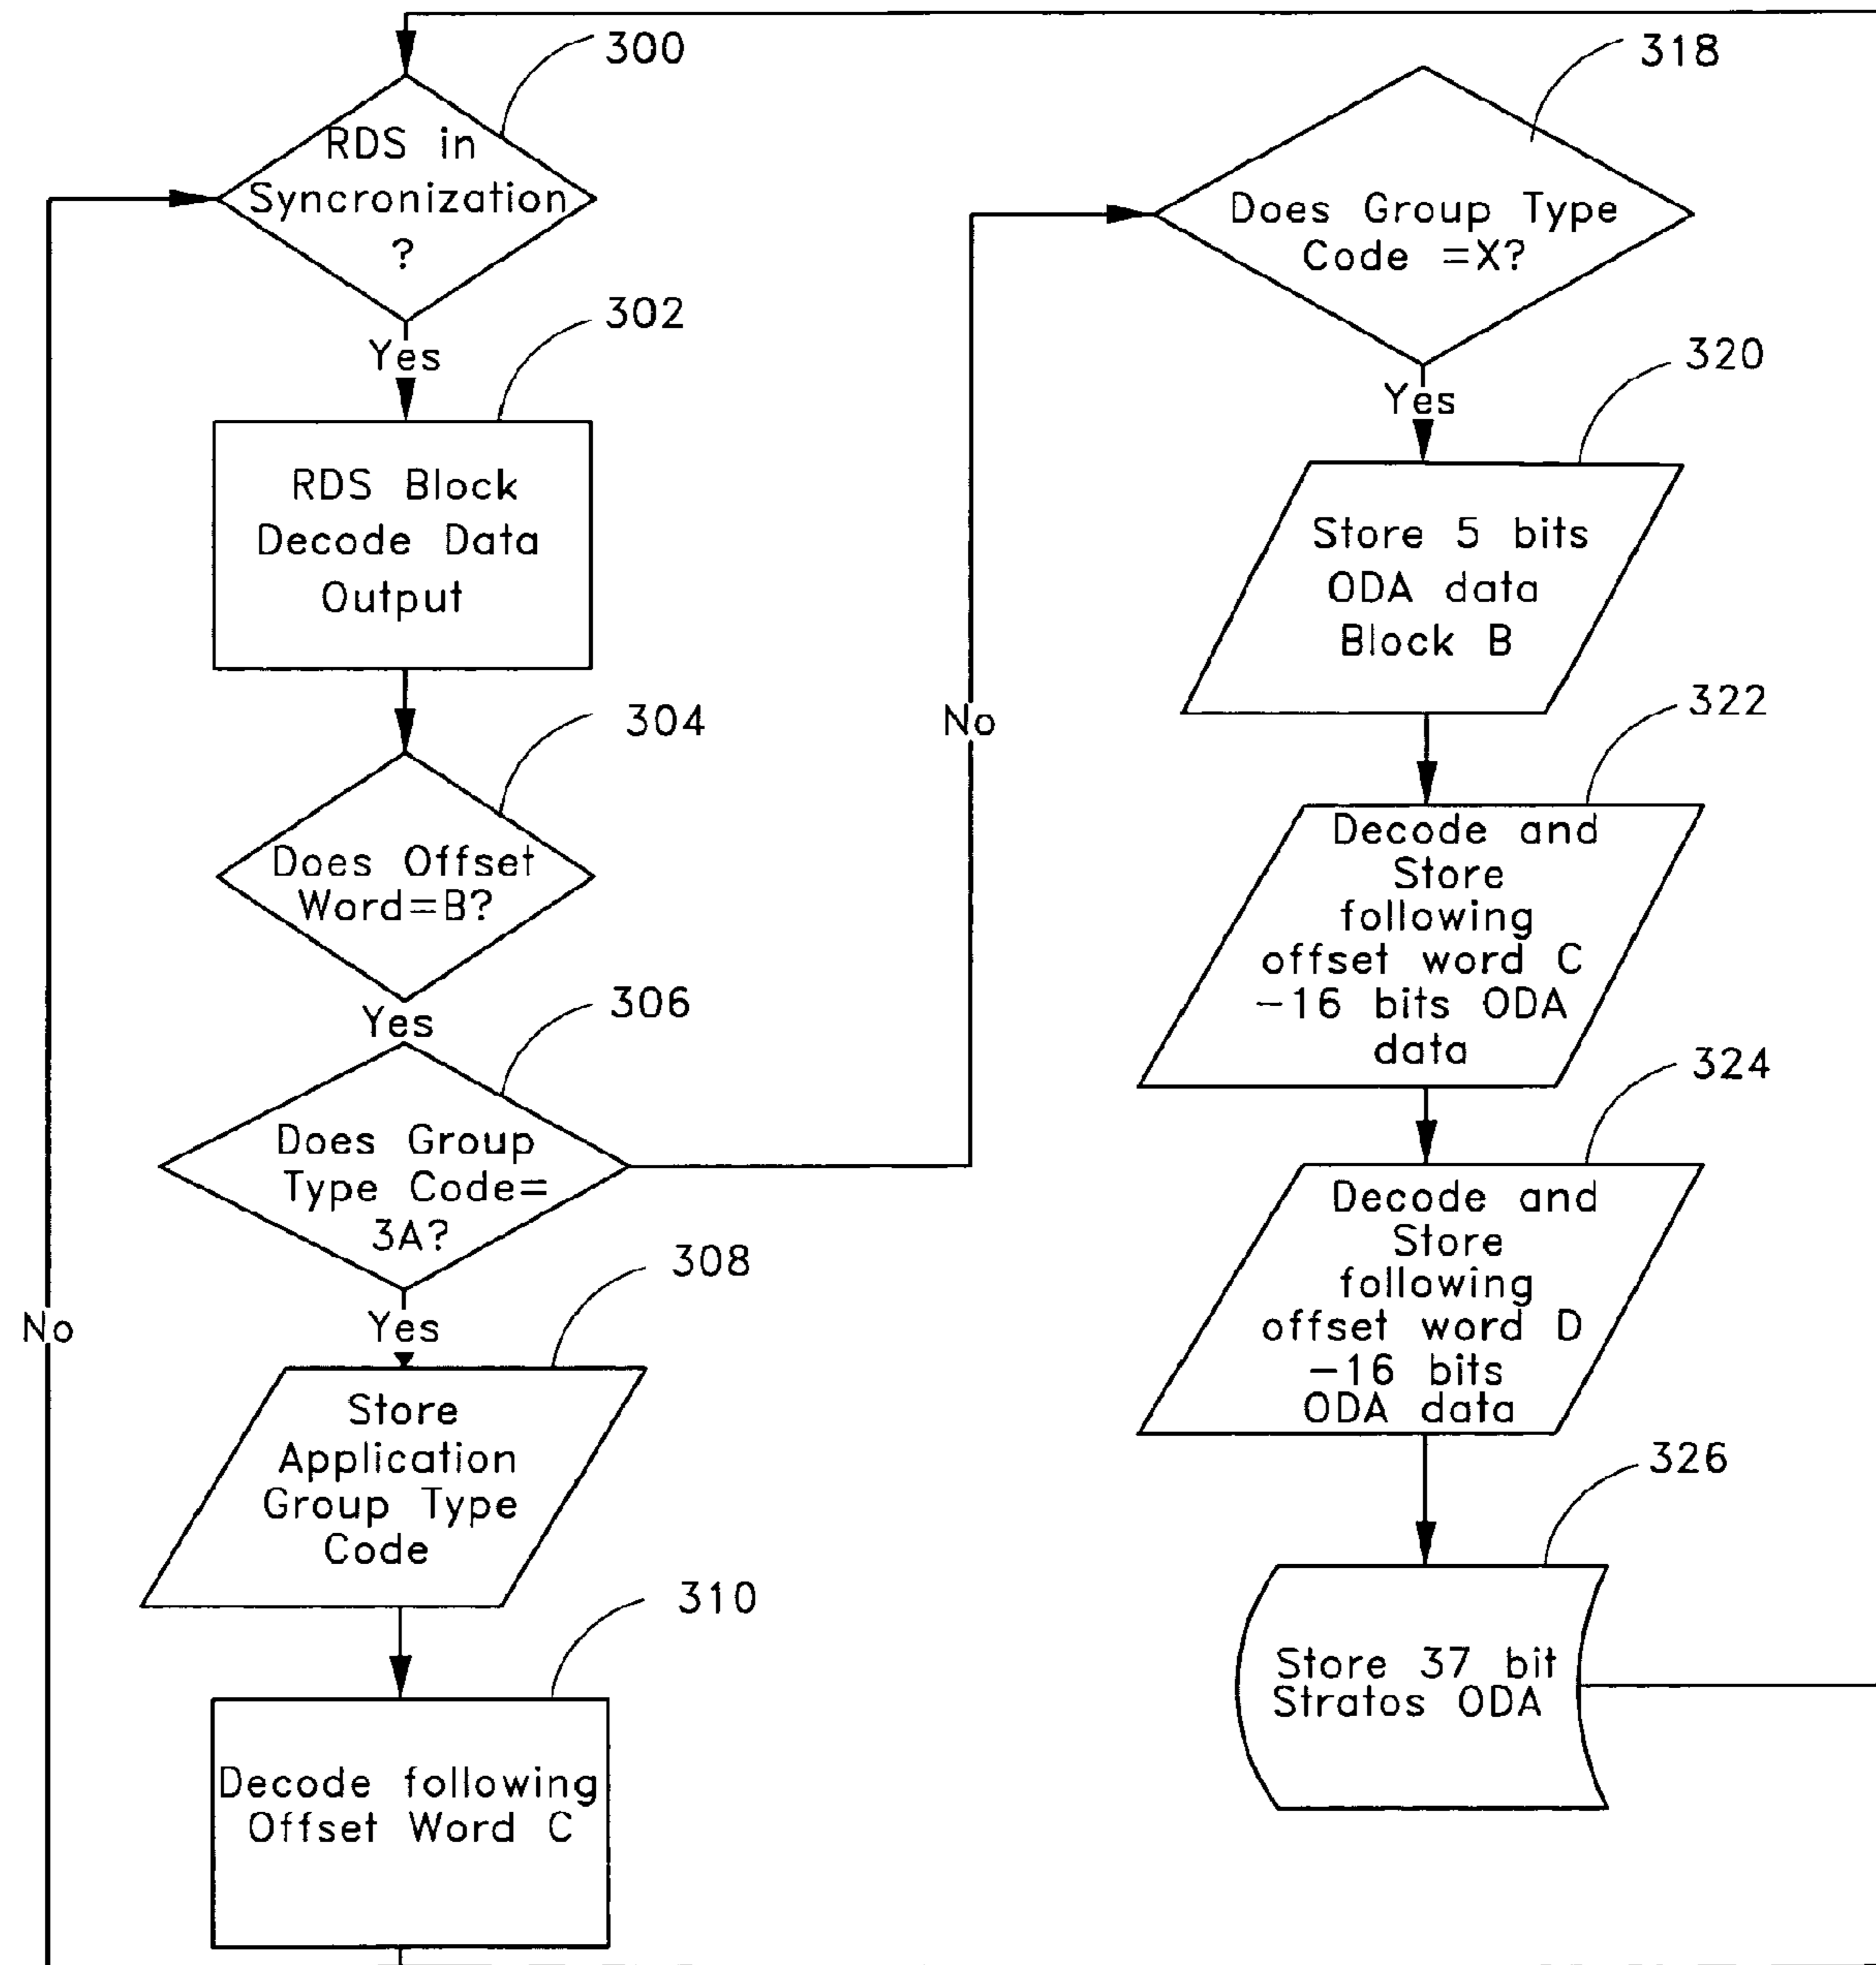 300
RDS in
Syncronization
?
Yes
302
RDS Block
Decode Data
Output
304
Does Offset
Word=B?
Yes
306
Does Group
Type Code=
3A?
No
Yes
308
Store
Application
Group Type
Code
310
Decode following
Offset Word C
No
318
Does Group Type
Code =X?
Yes
320
Store 5 bits
ODA data
Block B
322
Decode and
Store
following
offset word C
-16 bits ODA
data
324
Decode and
Store
following
offset word D
-16 bits
ODA data
326
Store 37 bit
Stratos ODA